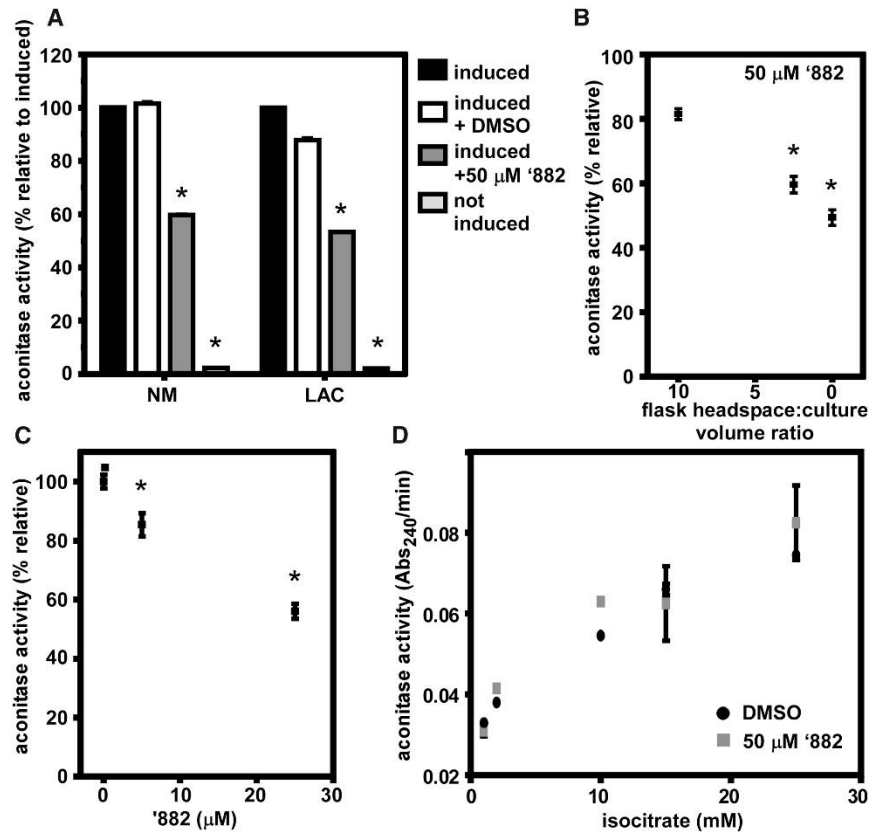 A
aconitase activity (% relative to induced)
120
100
80
60
40
20
0
*
*
*
*
NM
LAC
induced
induced
+ DMSO
induced
+50 μM ‘882
not
induced
B
aconitase activity (% relative)
100
80
60
40
20
0
50 μM ‘882
*
*
10
5
0
flask headspace:culture
volume ratio
C
aconitase activity (% relative)
100
80
60
40
20
0
*
*
0
10
20
30
'882 (μM)
D
aconitase activity (Abs240/min)
0.08
0.06
0.04
0.02
DMSO
50 μM ‘882
0
10
20
30
isocitrate (mM)